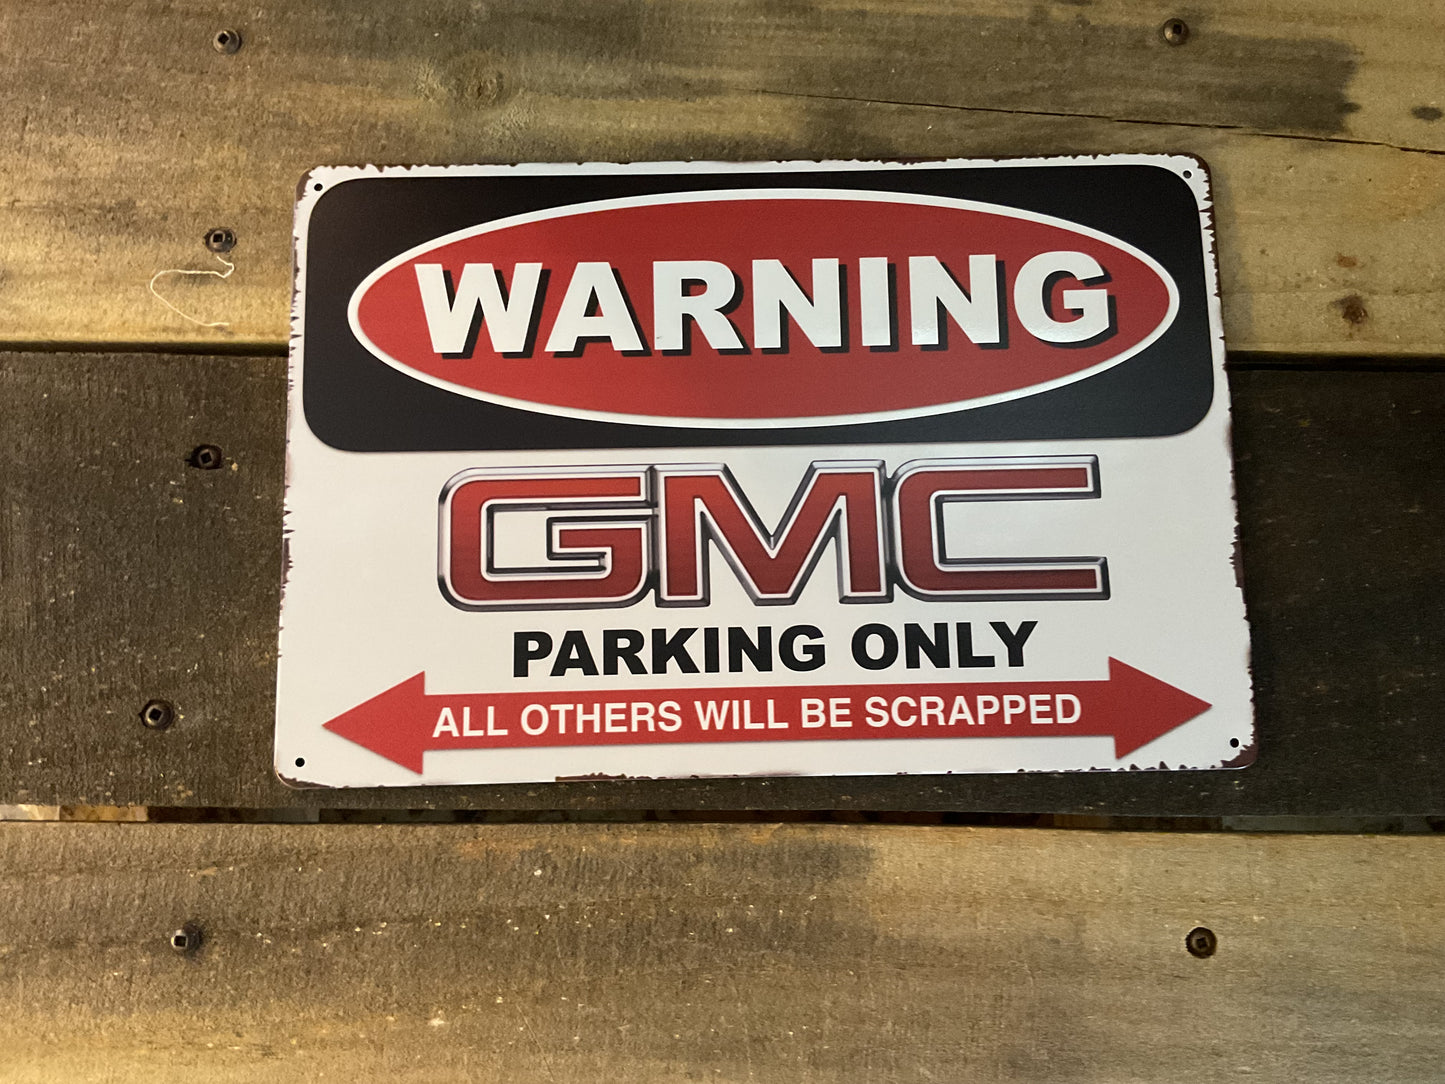 WARNING
GMC
PARKING ONLY
ALL OTHERS WILL BE SCRAPPED